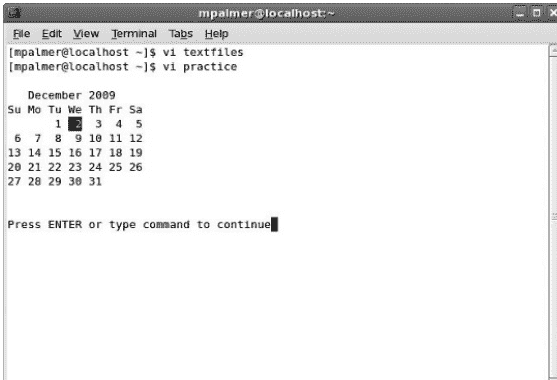 mpalmer@localhost:~
File Edit View Terminal Tabs Help
[mpalmer@localhost ~]$ vi textfiles
[mpalmer@localhost ~]$ vi practice
December 2009
Su Mo Tu We Th Fr Sa
1 2 3 4 5
6 7 8 9 10 11 12
13 14 15 16 17 18 19
20 21 22 23 24 25 26
27 28 29 30 31
Press ENTER or type command to continue